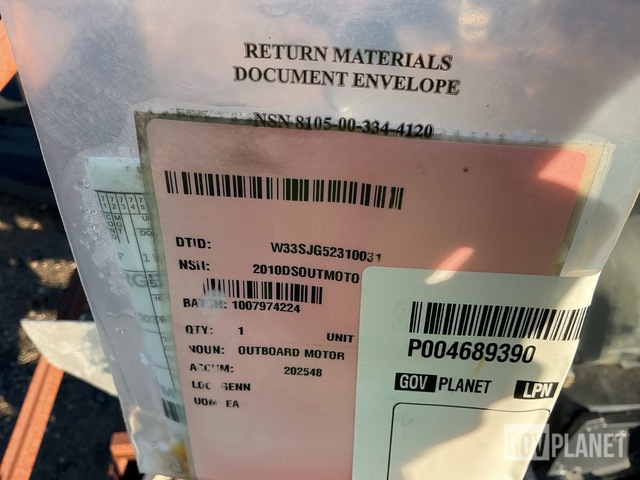 RETURN MATERIALS
DOCUMENT ENVELOPE
NSN 8105-00-334-4120
DTID: W33SJG52310031
NSN: 2010DSOUTMOTO
BATCH: 1007974224
QTY: 1 UNIT
NOUN: OUTBOARD MOTOR
ACCUM: 202548
LOC GENN
UOM EA
P004689390
GOV PLANET LPN
GOVPLANET